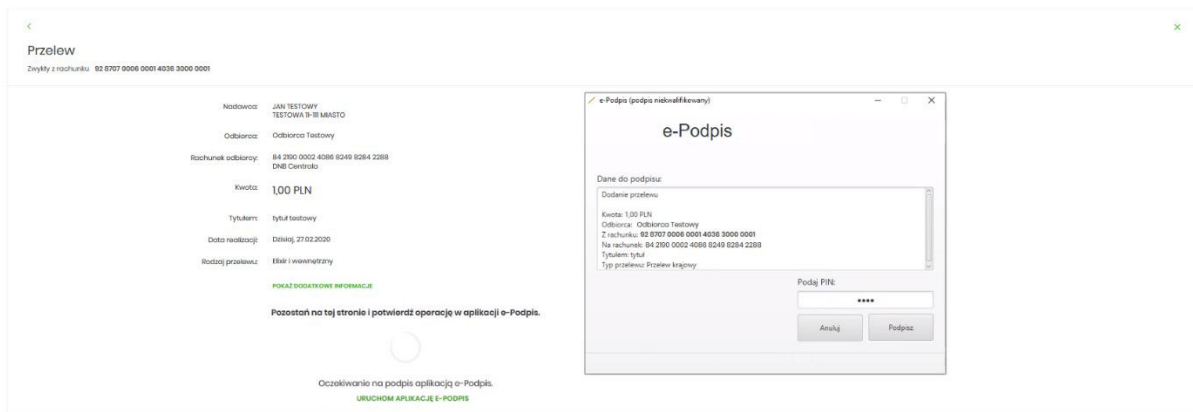 Przelew
Zwykły z rachunku 92 8707 0006 0001 4036 3000 0001
Nadawca: JAN TESTOWY
TESTOWA 11-111 MIASTO
Odbiorca: Odbiorca Testowy
Rachunek odbiorcy: 84 2190 0002 4086 8249 8284 2288
DNB Centrala
Kwota: 1,00 PLN
Tytułem: tytuł testowy
Data realizacji: Dzisiaj, 27.02.2020
Rodzaj przelewu: Elixir i wewnętrzny
POKAŻ DODATKOWE INFORMACJE
Pozostań na tej stronie i potwierdź operację w aplikacji e-Podpis.
Oczekiwanie na podpis aplikacją e-Podpis.
URUCHOM APLIKACJĘ E-PODPIS
e-Podpis (podpis niekwalifikowany)
e-Podpis
Dane do podpisu:
Dodanie przelewu
Kwota: 1,00 PLN
Odbiorca: Odbiorca Testowy
Z rachunku: 92 8707 0006 0001 4036 3000 0001
Na rachunek: 84 2190 0002 4086 8249 8284 2288
Tytułem: tytuł
Typ przelewu: Przelew krajowy
Podaj PIN:
••••
Anuluj Podpisz